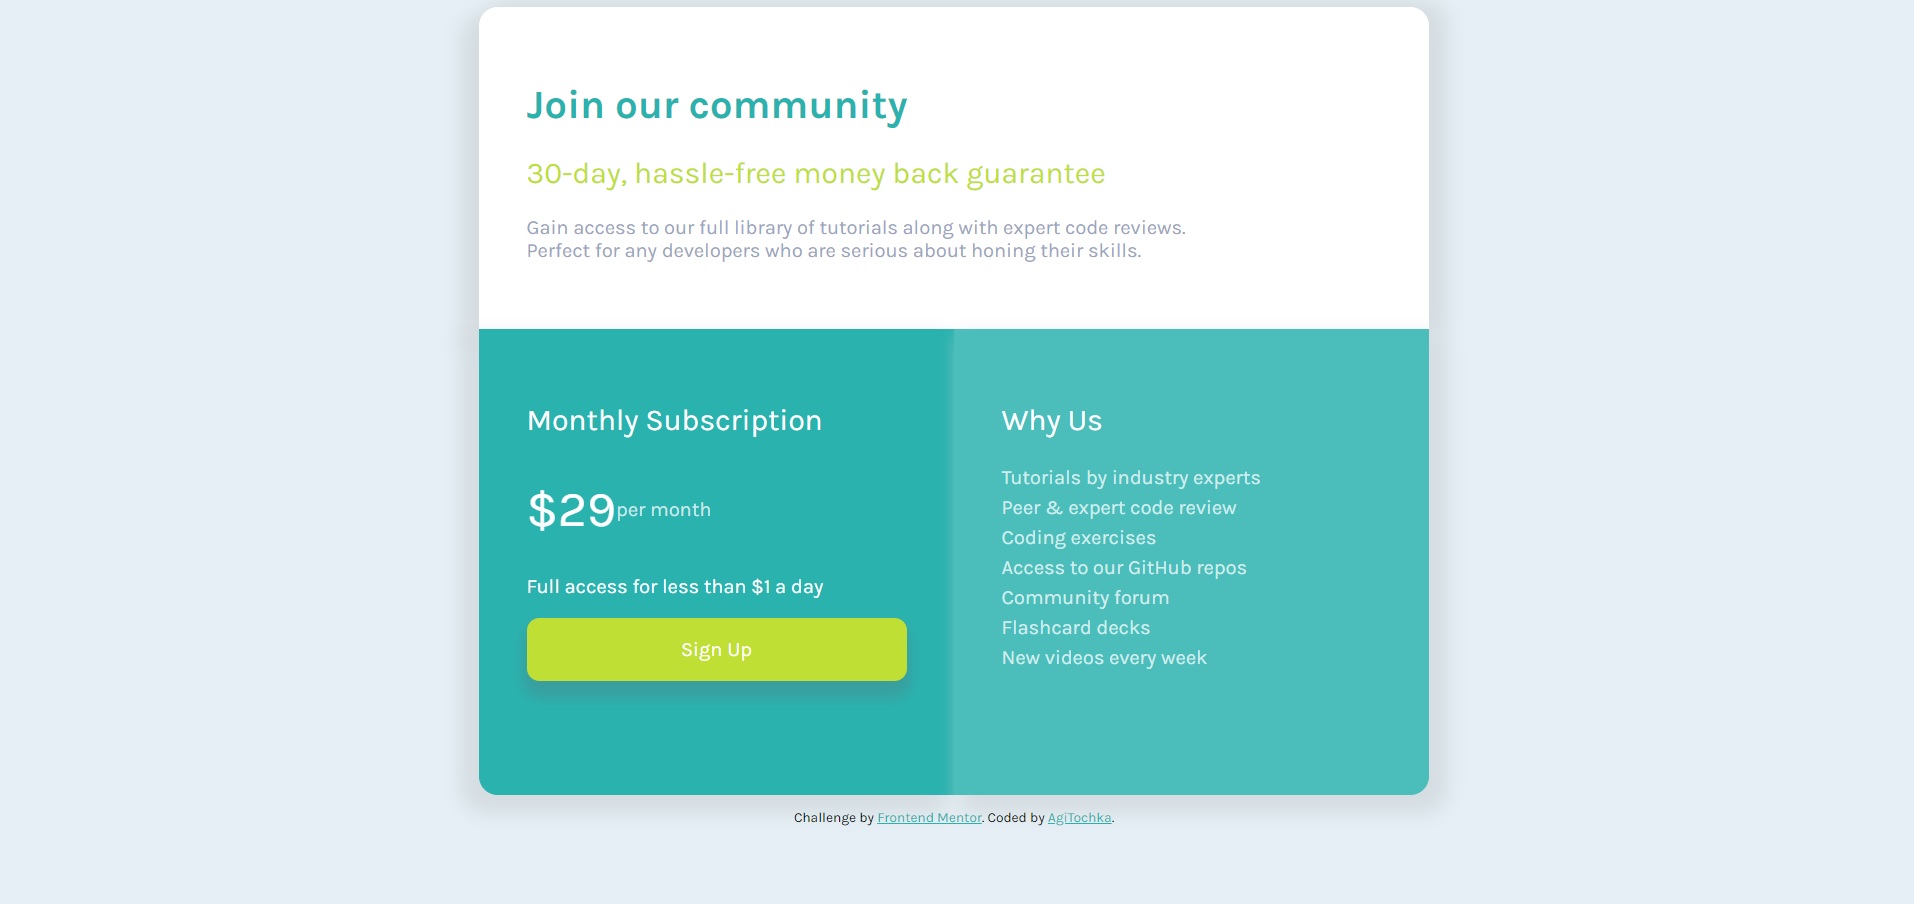 Join our community
30-day, hassle-free money back guarantee
Gain access to our full library of tutorials along with expert code reviews.
Perfect for any developers who are serious about honing their skills.
Monthly Subscription
$29per month
Full access for less than $1 a day
Sign Up
Why Us
Tutorials by industry experts
Peer & expert code review
Coding exercises
Access to our GitHub repos
Community forum
Flashcard decks
New videos every week
Challenge by Frontend Mentor. Coded by AgiTochka.